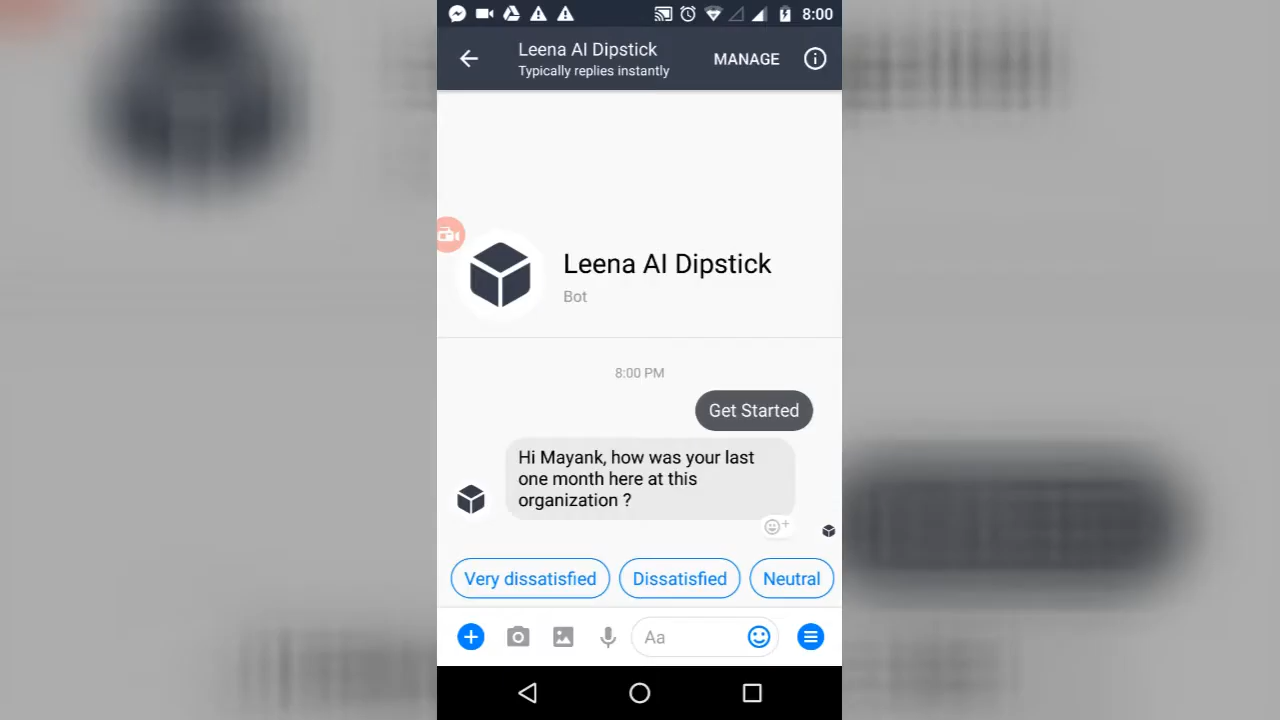 8:00
Leena AI Dipstick
Typically replies instantly
MANAGE
Leena AI Dipstick
Bot
8:00 PM
Get Started
Hi Mayank, how was your last
one month here at this
organization ?
Very dissatisfied
Dissatisfied
Neutral
Aa